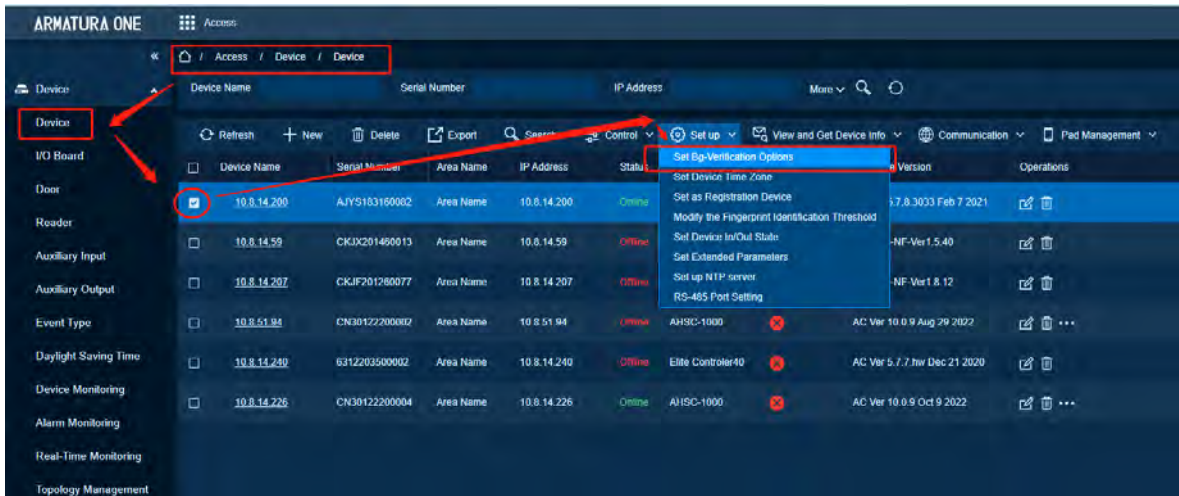 ARMATURA ONE
Access
« / Access / Device / Device
Device
Device Name Serial Number IP Address More
Device
Refresh New Delete Export Search Control Set up View and Get Device Info Communication Pad Management
Set Bg-Verification Options
Set Device Time Zone
Set as Registration Device
Modify the Fingerprint Identification Threshold
Set Device In/Out State
Set Extended Parameters
Set up NTP server
RS-485 Port Setting
I/O Board
Device Name Serial Number Area Name IP Address Status Version Operations
Door
10.8.14.200 AJYS183160002 Area Name 10.8.14.200 Online 5.7.8.3033 Feb 7 2021
Reader
10.8.14.59 CKJX201460013 Area Name 10.8.14.59 Offline -NF-Ver1.5.40
Auxiliary Input
Auxiliary Output
10.8.14.207 CKJF201260077 Area Name 10.8.14.207 Offline -NF-Ver1.8.12
Event Type
10.8.51.94 CN30122200002 Area Name 10.8.51.94 Offline AHSC-1000 AC Ver 10.0.9 Aug 29 2022 •••
Daylight Saving Time
10.8.14.240 6312203500002 Area Name 10.8.14.240 Offline Elite Controler40 AC Ver 5.7.7.hw Dec 21 2020
Device Monitoring
10.8.14.226 CN30122200004 Area Name 10.8.14.226 Online AHSC-1000 AC Ver 10.0.9 Oct 9 2022 •••
Alarm Monitoring
Real-Time Monitoring
Topology Management